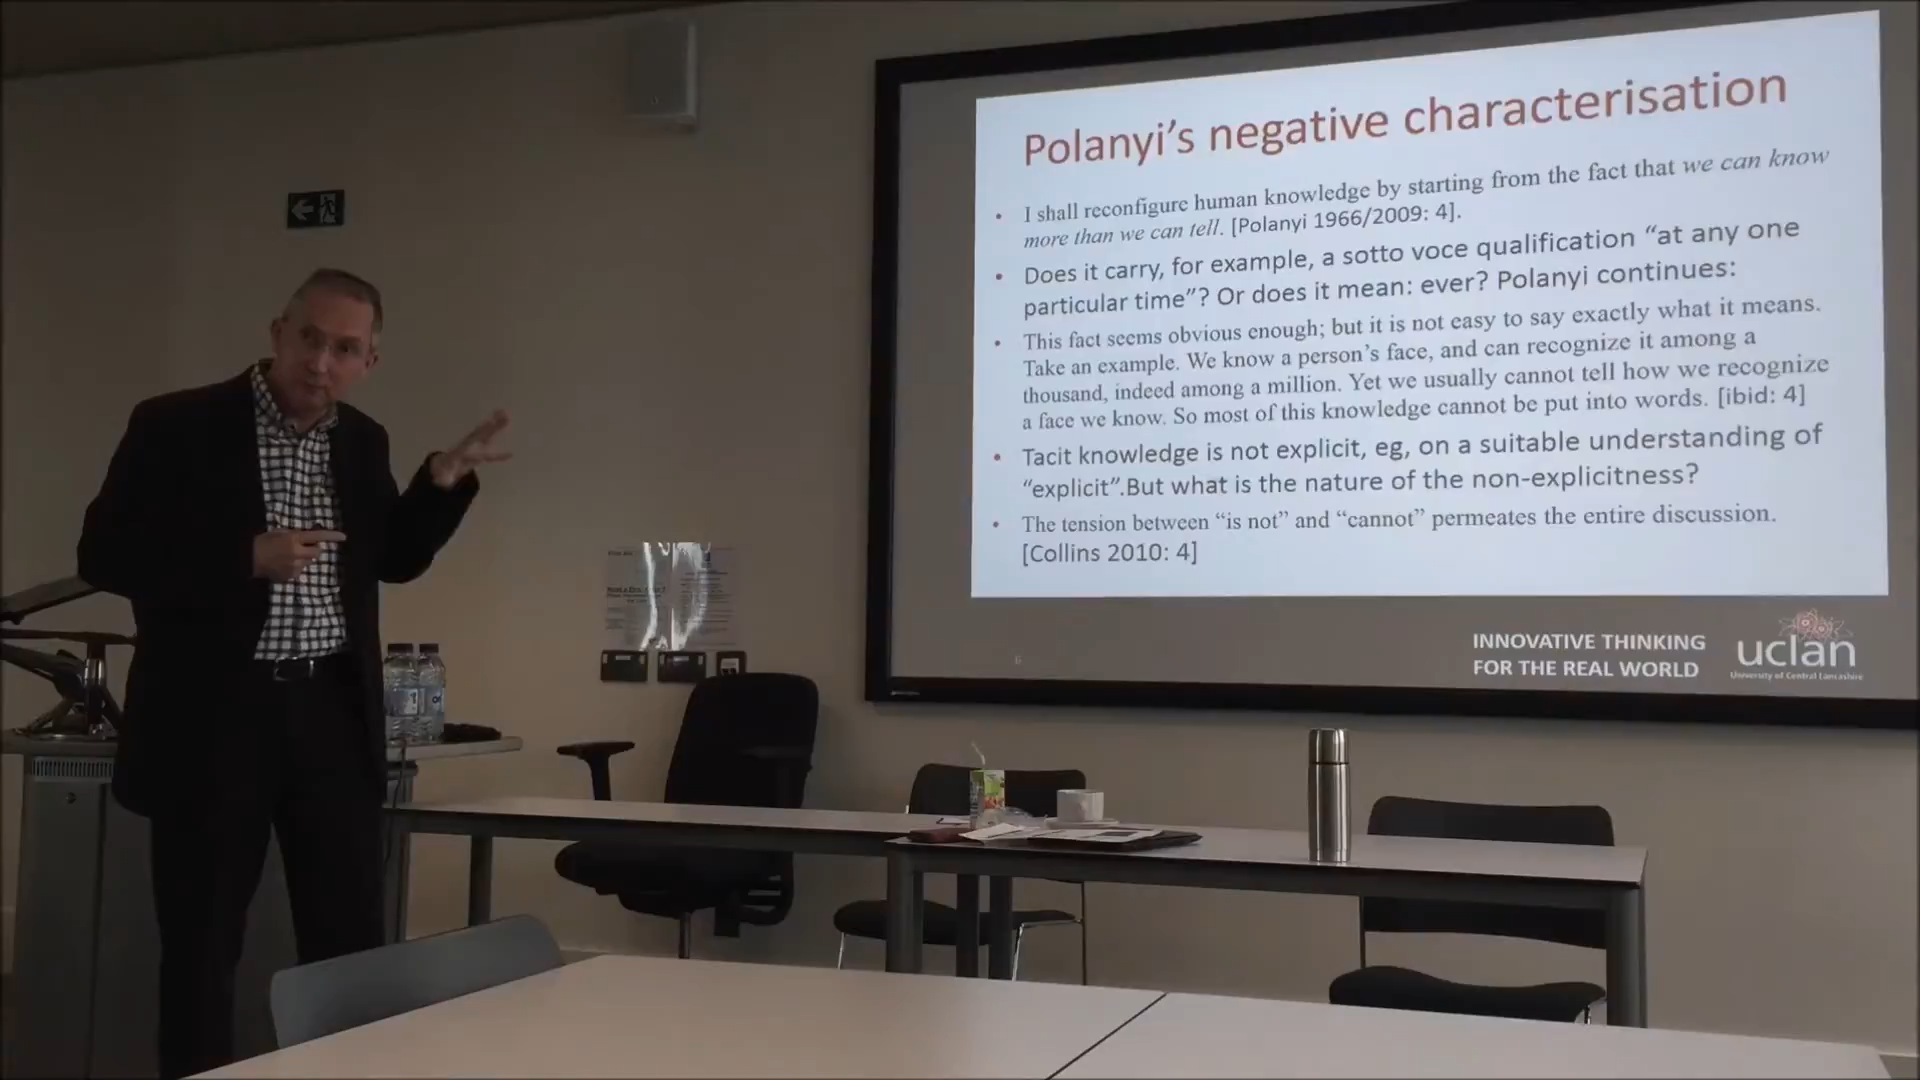 Polanyi's negative characterisation
• I shall reconfigure human knowledge by starting from the fact that we can know
more than we can tell. [Polanyi 1966/2009: 4].
• Does it carry, for example, a sotto voce qualification "at any one
particular time"? Or does it mean: ever? Polanyi continues:
• This fact seems obvious enough; but it is not easy to say exactly what it means.
Take an example. We know a person's face, and can recognize it among a
thousand, indeed among a million. Yet we usually cannot tell how we recognize
a face we know. So most of this knowledge cannot be put into words. [ibid: 4]
• Tacit knowledge is not explicit, eg, on a suitable understanding of
"explicit".But what is the nature of the non-explicitness?
• The tension between "is not" and "cannot" permeates the entire discussion.
[Collins 2010: 4]
6
INNOVATIVE THINKING
FOR THE REAL WORLD
uclan
University of Central Lancashire